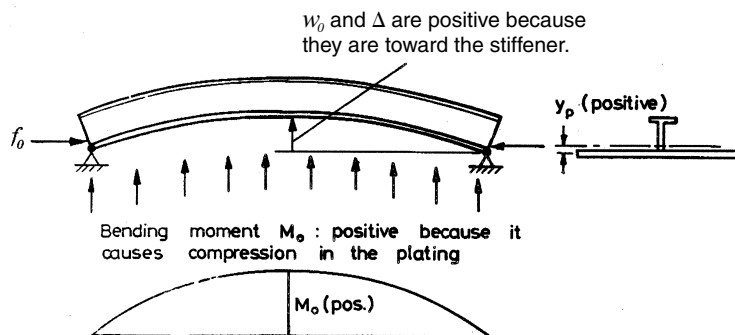 w₀ and Δ are positive because
they are toward the stiffener.
y_p (positive)
f₀
Bending moment M₀ : positive because it
causes compression in the plating
M₀ (pos.)